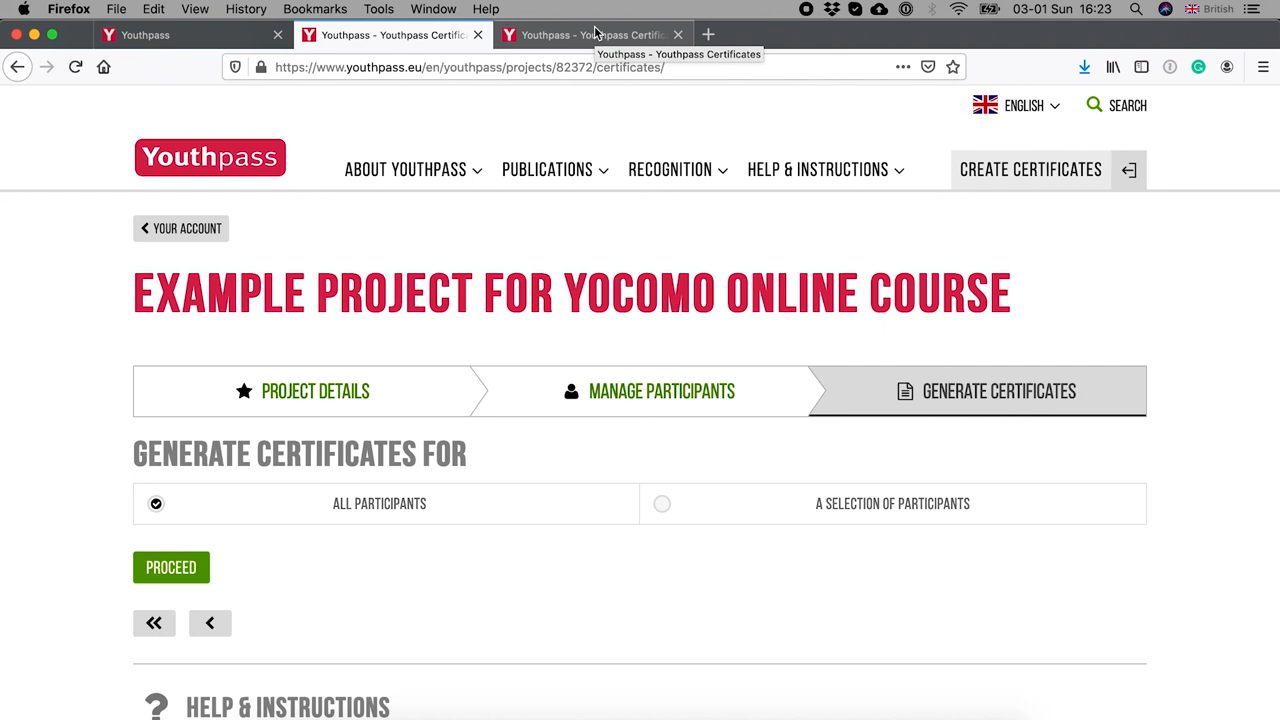 Firefox File Edit View History Bookmarks Tools Window Help 03-01 Sun 16:23 British
Youthpass Youthpass - Youthpass Certific Youthpass - Youthpass Certific
Youthpass - Youthpass Certificates
https://www.youthpass.eu/en/youthpass/projects/82372/certificates/
ENGLISH SEARCH
Youthpass ABOUT YOUTHPASS PUBLICATIONS RECOGNITION HELP & INSTRUCTIONS CREATE CERTIFICATES
YOUR ACCOUNT
EXAMPLE PROJECT FOR YOCOMO ONLINE COURSE
PROJECT DETAILS MANAGE PARTICIPANTS GENERATE CERTIFICATES
GENERATE CERTIFICATES FOR
ALL PARTICIPANTS A SELECTION OF PARTICIPANTS
PROCEED
HELP & INSTRUCTIONS